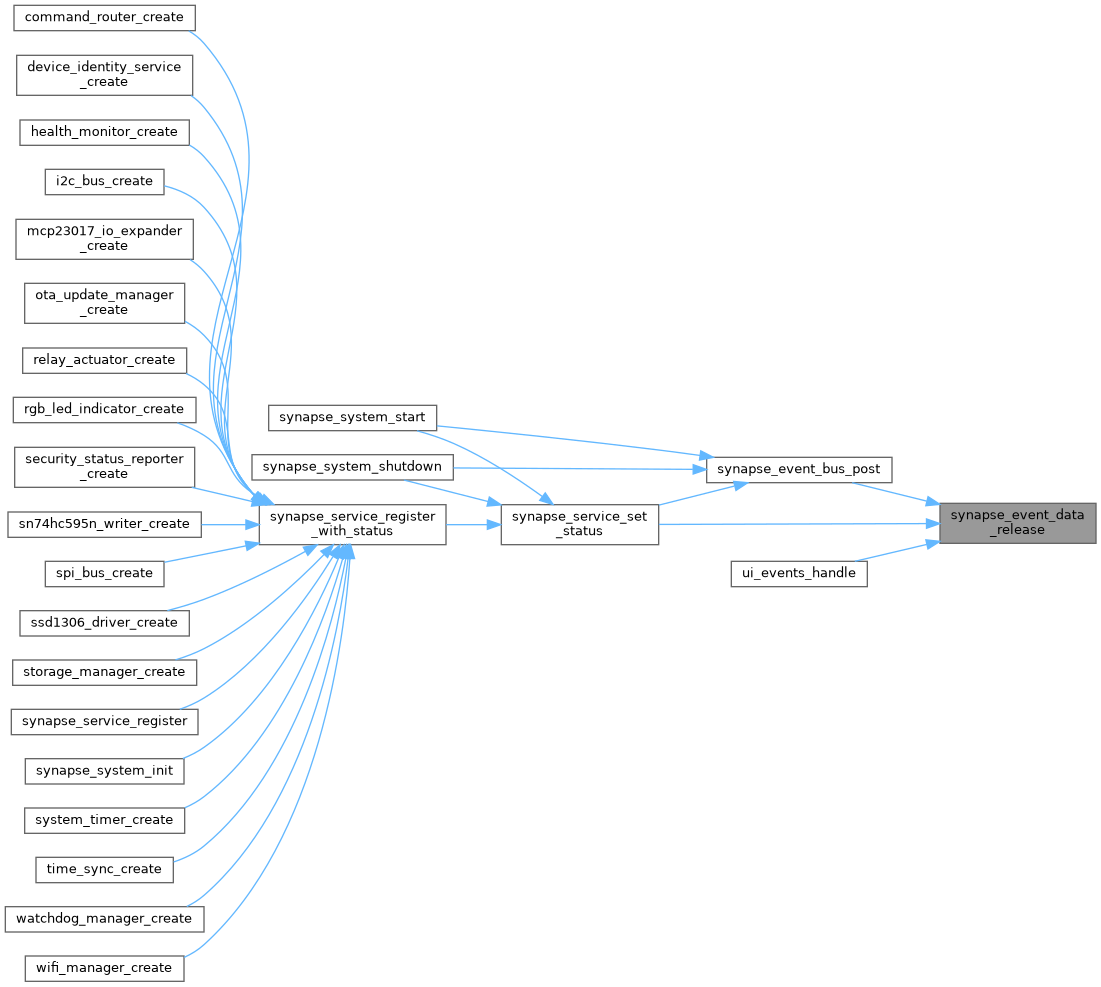 command_router_create
device_identity_service
_create
health_monitor_create
i2c_bus_create
mcp23017_io_expander
_create
ota_update_manager
_create
relay_actuator_create
rgb_led_indicator_create
security_status_reporter
_create
sn74hc595n_writer_create
spi_bus_create
ssd1306_driver_create
storage_manager_create
synapse_service_register
synapse_system_init
system_timer_create
time_sync_create
watchdog_manager_create
wifi_manager_create
synapse_system_start
synapse_system_shutdown
synapse_service_register
_with_status
synapse_service_set
_status
synapse_event_bus_post
ui_events_handle
synapse_event_data
_release